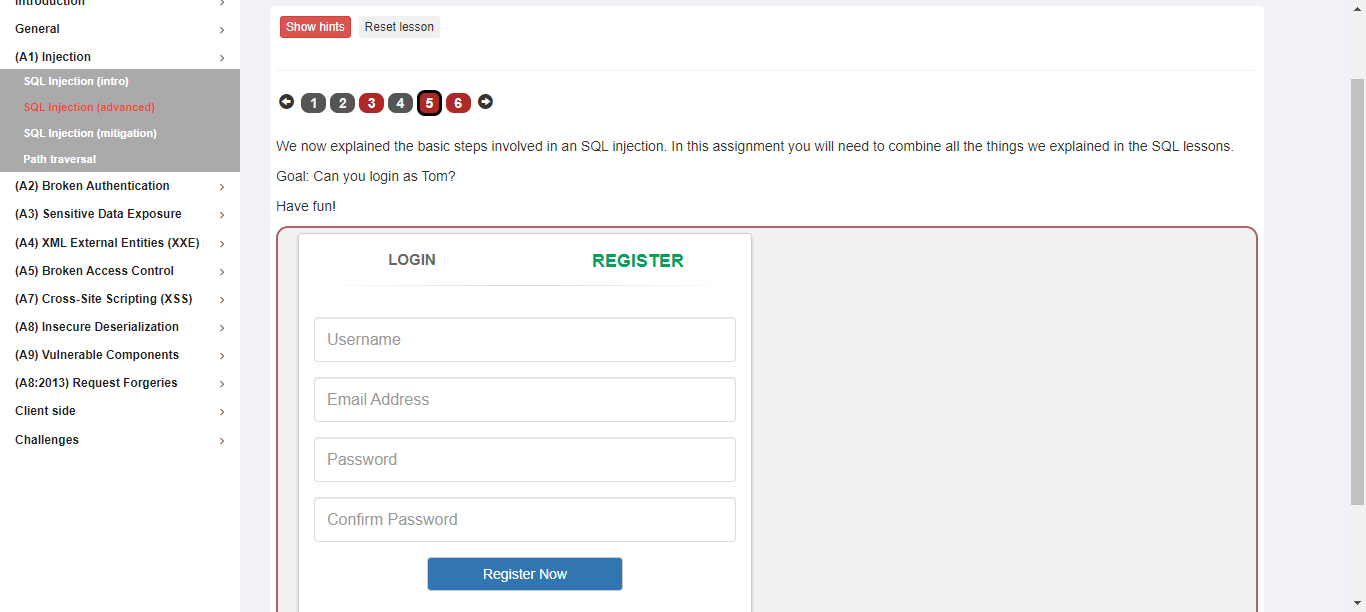 Introduction
General
(A1) Injection
SQL Injection (intro)
SQL Injection (advanced)
SQL Injection (mitigation)
Path traversal
(A2) Broken Authentication
(A3) Sensitive Data Exposure
(A4) XML External Entities (XXE)
(A5) Broken Access Control
(A7) Cross-Site Scripting (XSS)
(A8) Insecure Deserialization
(A9) Vulnerable Components
(A8:2013) Request Forgeries
Client side
Challenges
Show hints Reset lesson
1 2 3 4 5 6
We now explained the basic steps involved in an SQL injection. In this assignment you will need to combine all the things we explained in the SQL lessons.
Goal: Can you login as Tom?
Have fun!
LOGIN REGISTER
Username
Email Address
Password
Confirm Password
Register Now